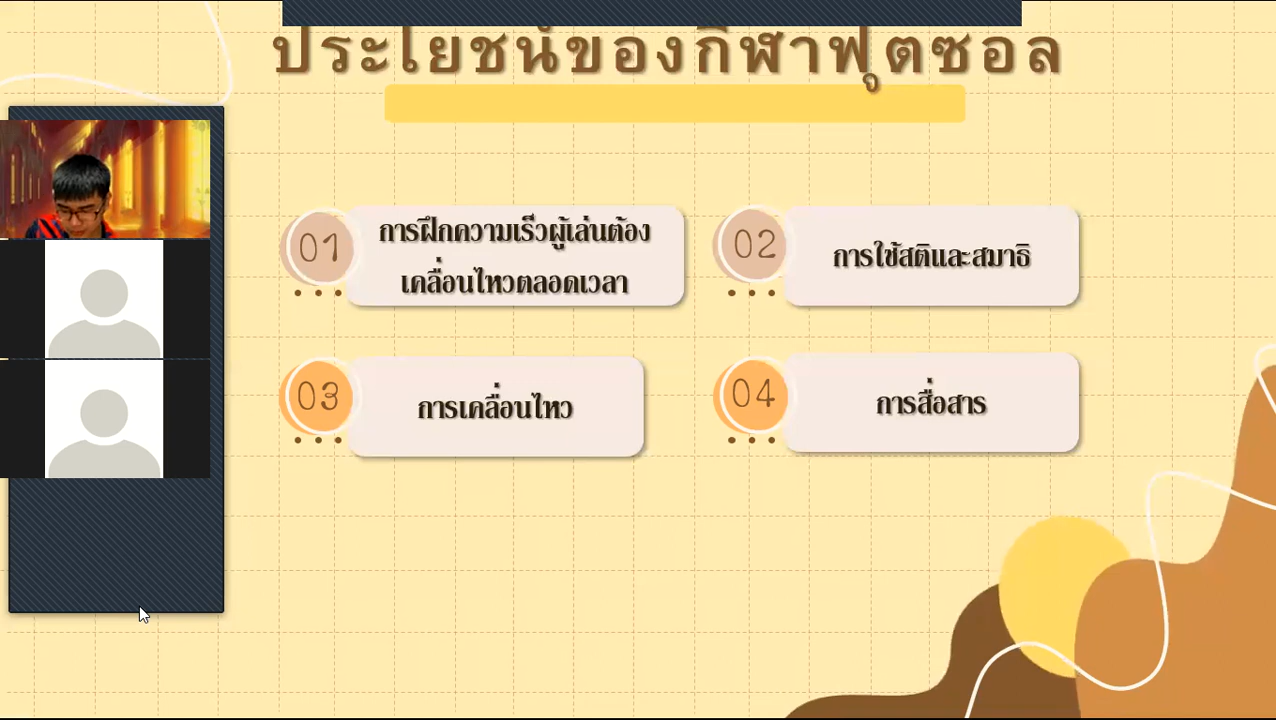 ประโยชน์ของกีฬาฟุตซอล
01
การฝึกความเร็วผู้เล่นต้อง
เคลื่อนไหวตลอดเวลา
02
การใช้สติและสมาธิ
03
การเคลื่อนไหว
04
การสื่อสาร